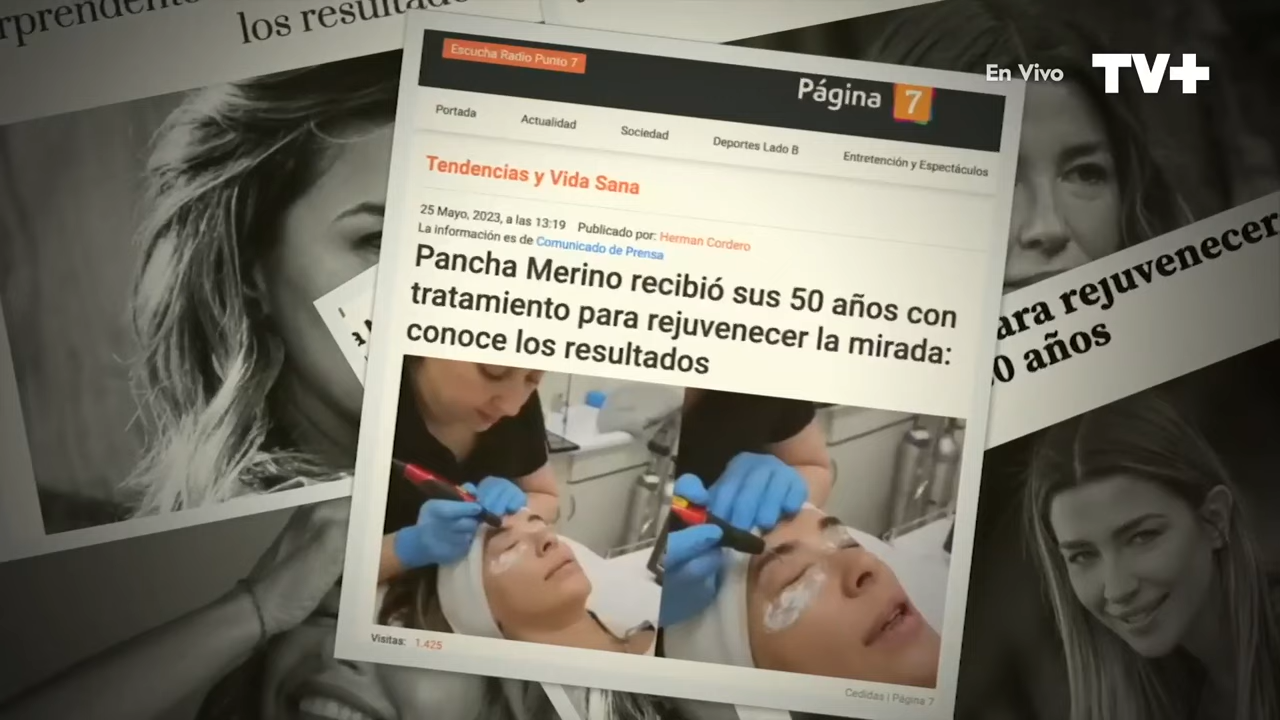 los resultados
Escucha Radio Punto 7
Página 7
En Vivo
TV+
Portada
Actualidad
Sociedad
Deportes Lado B
Entretención y Espectáculos
Tendencias y Vida Sana
25 Mayo, 2023, a las 13:19 Publicado por: Herman Cordero
La información es de Comunicado de Prensa
Pancha Merino recibió sus 50 años con
tratamiento para rejuvenecer la mirada:
conoce los resultados
rejuvenecer
años
Visitas: 1.425
Cedidas | Página 7